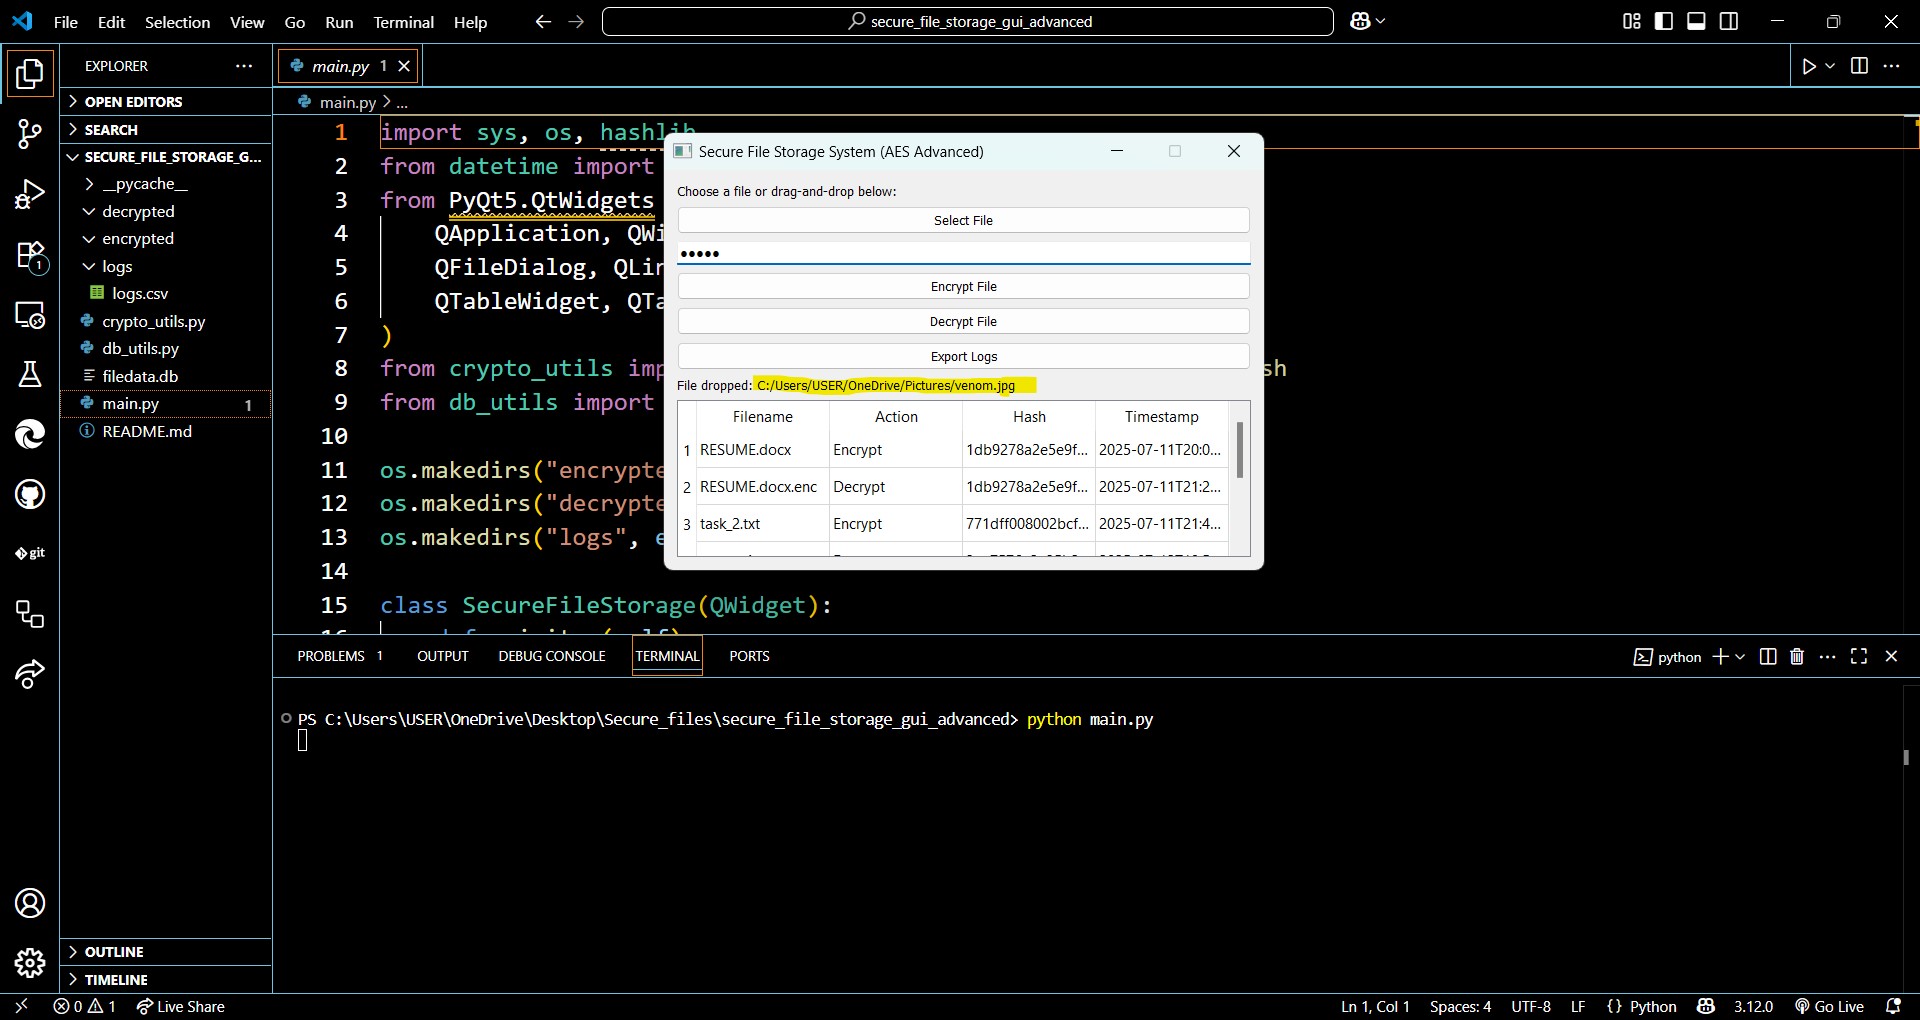 File Edit Selection View Go Run Terminal Help
secure_file_storage_gui_advanced
EXPLORER
OPEN EDITORS
SEARCH
SECURE_FILE_STORAGE_G...
__pycache__
decrypted
encrypted
logs
logs.csv
crypto_utils.py
db_utils.py
filedata.db
main.py 1
README.md
OUTLINE
TIMELINE
git
1
main.py 1
main.py > ...
1 import sys, os, hashlib
2 from datetime import
3 from PyQt5.QtWidgets
4 QApplication, QWi
5 QFileDialog, QLin
6 QTableWidget, QTa
7 )
8 from crypto_utils imp sh
9 from db_utils import
10
11 os.makedirs("encrypte
12 os.makedirs("decrypte
13 os.makedirs("logs", e
14
15 class SecureFileStorage(QWidget):
Secure File Storage System (AES Advanced)
Choose a file or drag-and-drop below:
Select File
•••••
Encrypt File
Decrypt File
Export Logs
File dropped: C:/Users/USER/OneDrive/Pictures/venom.jpg
Filename Action Hash Timestamp
1 RESUME.docx Encrypt 1db9278a2e5e9f... 2025-07-11T20:0...
2 RESUME.docx.enc Decrypt 1db9278a2e5e9f... 2025-07-11T21:2...
3 task_2.txt Encrypt 771dff008002bcf... 2025-07-11T21:4...
PROBLEMS 1 OUTPUT DEBUG CONSOLE TERMINAL PORTS
python
PS C:\Users\USER\OneDrive\Desktop\Secure_files\secure_file_storage_gui_advanced> python main.py
0 1 Live Share
Ln 1, Col 1 Spaces: 4 UTF-8 LF {} Python 3.12.0 Go Live